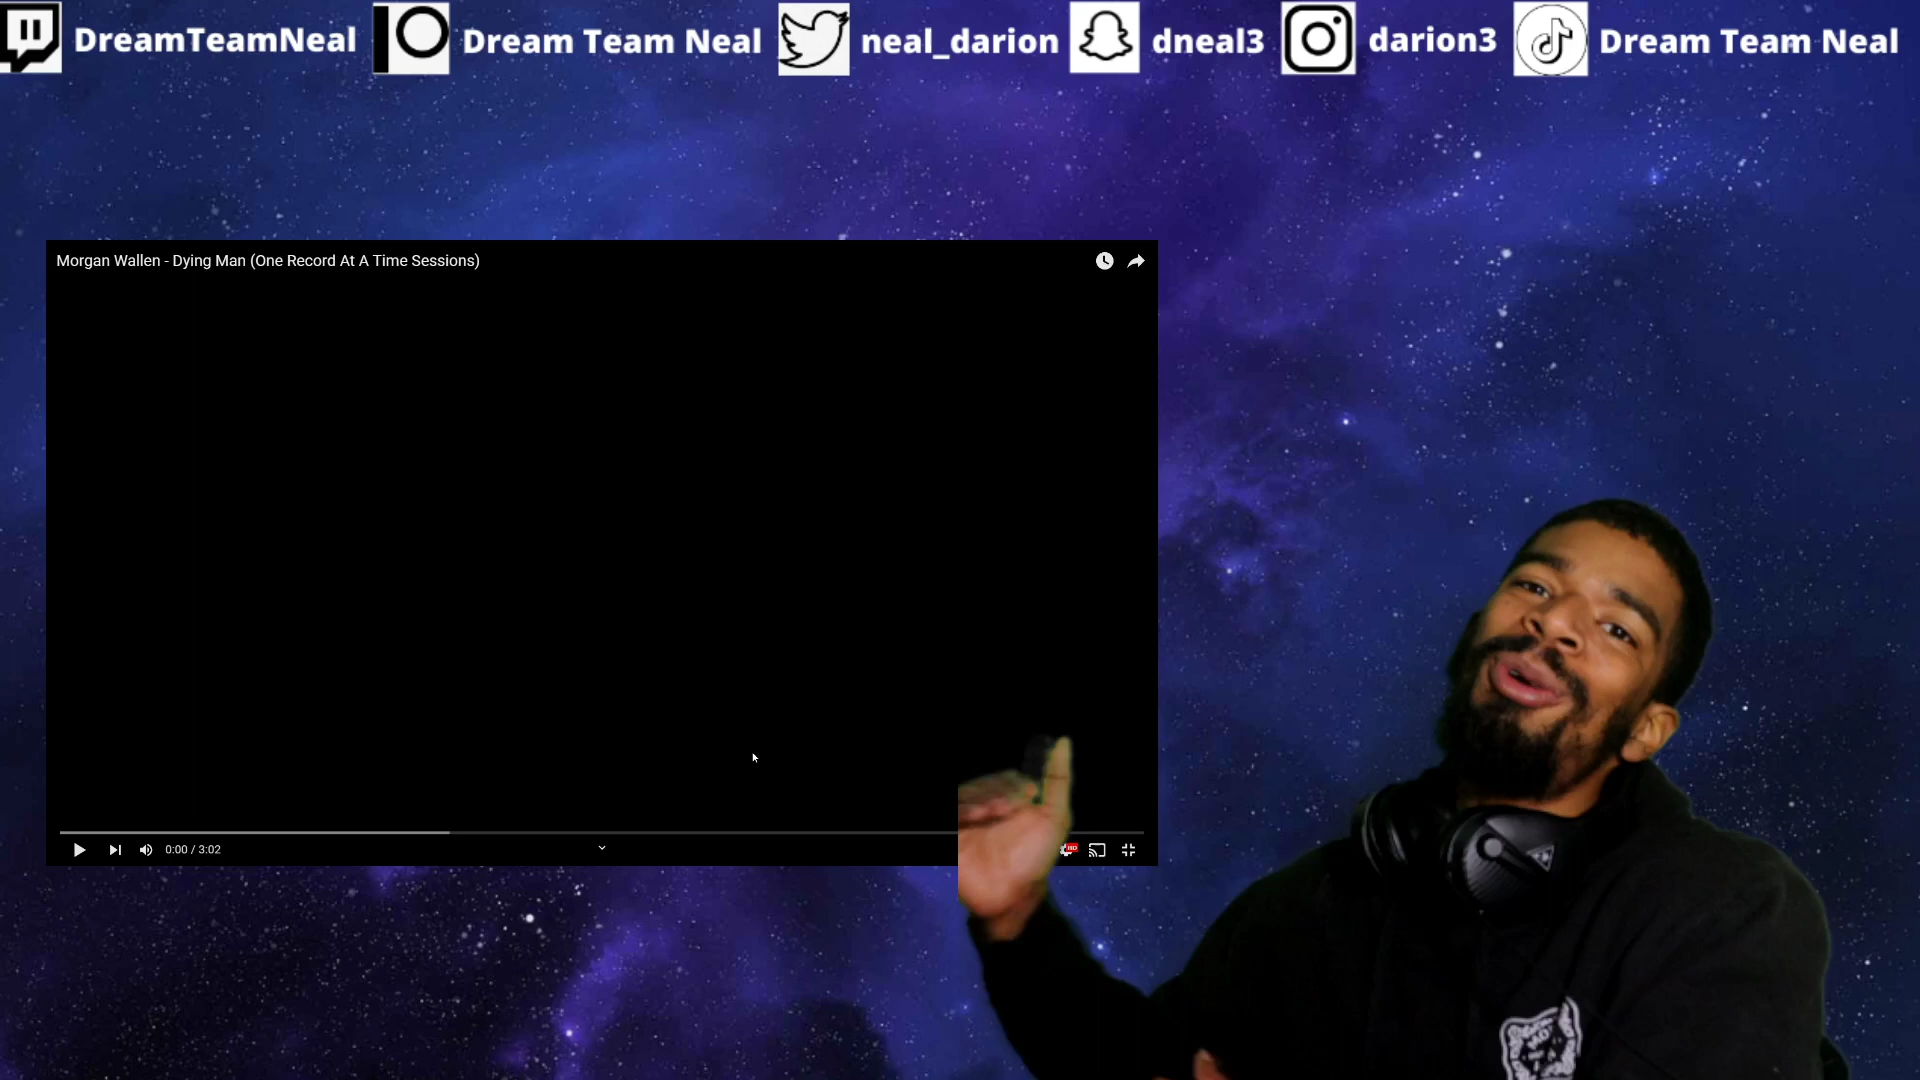 DreamTeamNeal Dream Team Neal neal_darion dneal3 darion3 Dream Team Neal
Morgan Wallen - Dying Man (One Record At A Time Sessions)
0:00 / 3:02
HD